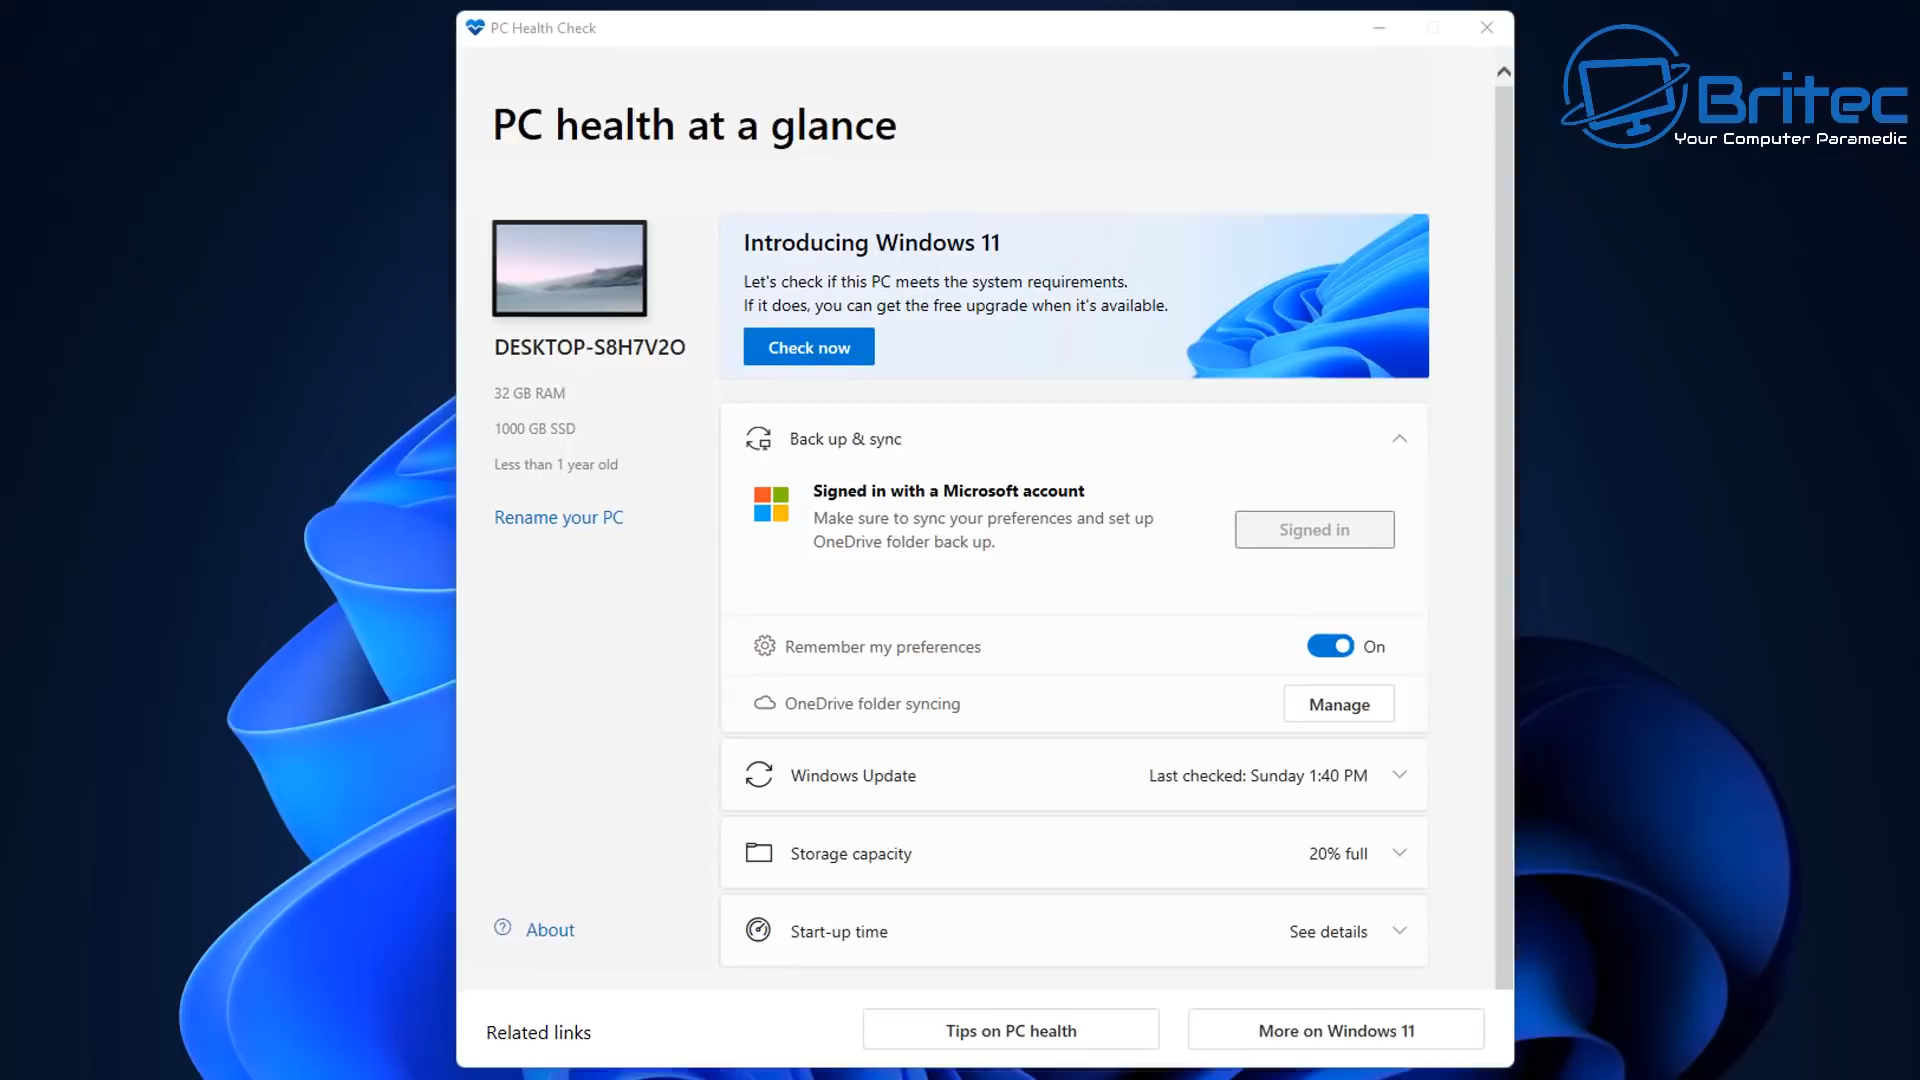 PC Health Check
Britec
Your Computer Paramedic
PC health at a glance
DESKTOP-S8H7V2O
32 GB RAM
1000 GB SSD
Less than 1 year old
Rename your PC
About
Introducing Windows 11
Let's check if this PC meets the system requirements.
If it does, you can get the free upgrade when it's available.
Check now
Back up & sync
Signed in with a Microsoft account
Make sure to sync your preferences and set up
OneDrive folder back up.
Signed in
Remember my preferences On
OneDrive folder syncing Manage
Windows Update Last checked: Sunday 1:40 PM
Storage capacity 20% full
Start-up time See details
Related links Tips on PC health More on Windows 11